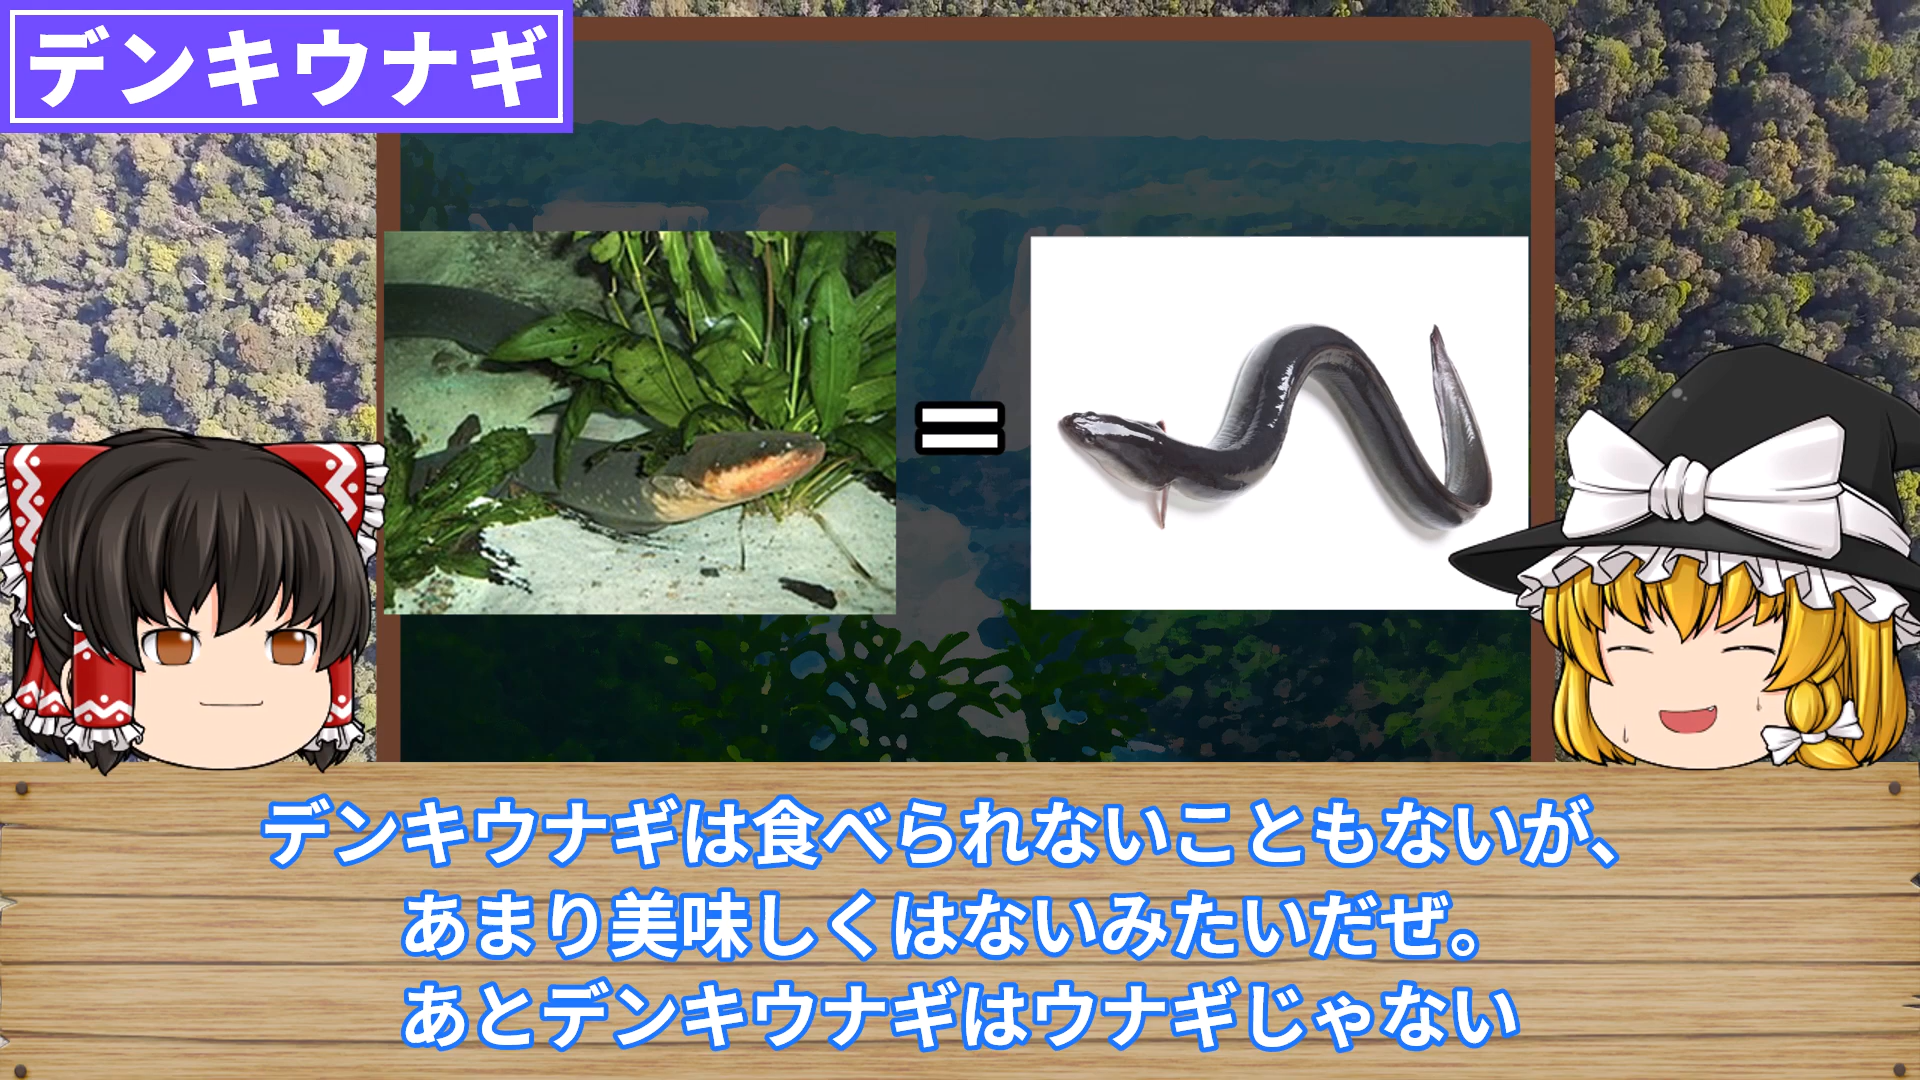 デンキウナギ
=
デンキウナギは食べられないこともないが、
あまり美味しくはないみたいだぜ。
あとデンキウナギはウナギじゃない